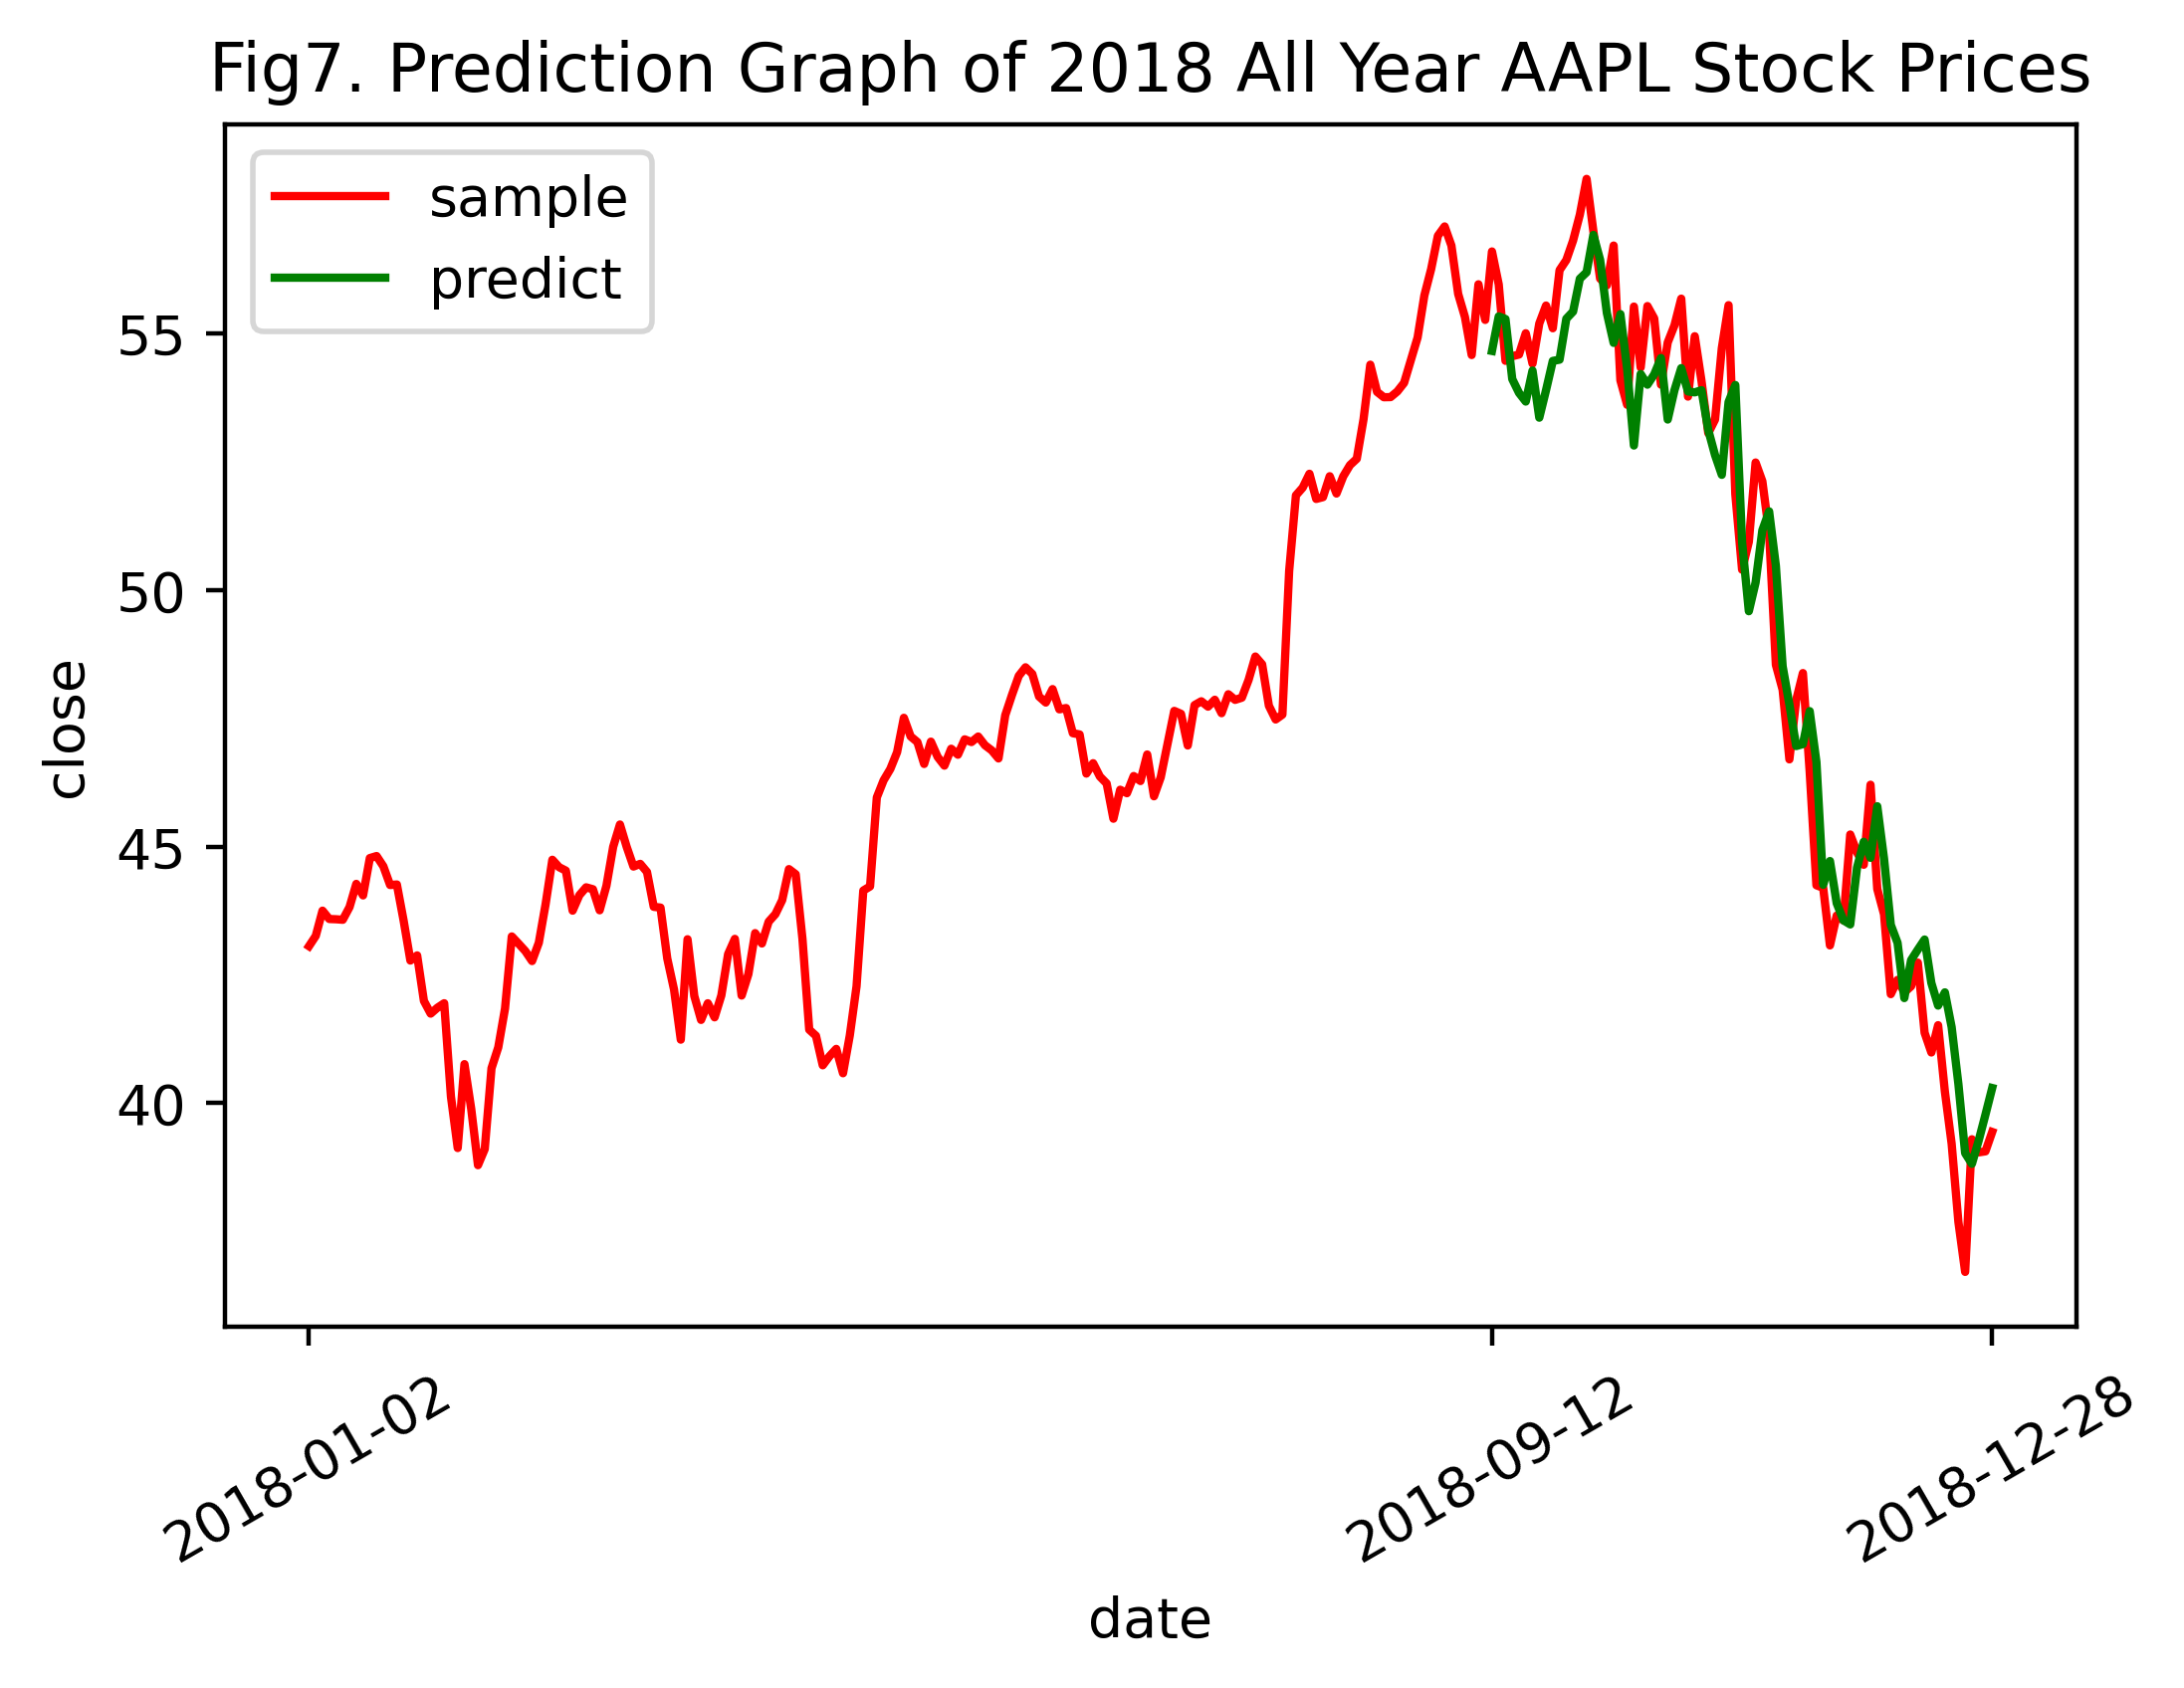 Fig7. Prediction Graph of 2018 All Year AAPL Stock Prices
sample
predict
55
50
45
40
close
2018-01-02
2018-09-12
2018-12-28
date